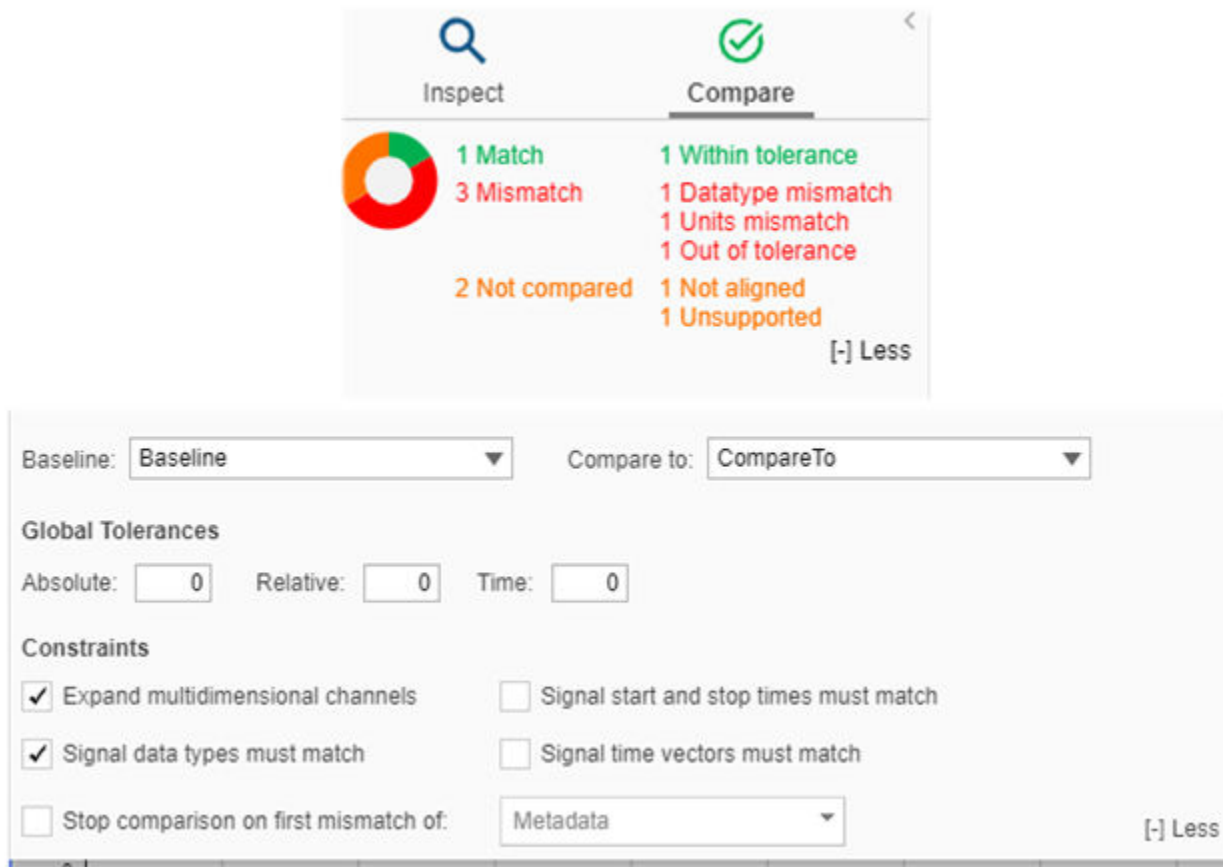 Inspect Compare
1 Match 1 Within tolerance
3 Mismatch 1 Datatype mismatch
1 Units mismatch
1 Out of tolerance
2 Not compared 1 Not aligned
1 Unsupported
[-] Less
Baseline: Baseline Compare to: CompareTo
Global Tolerances
Absolute: 0 Relative: 0 Time: 0
Constraints
Expand multidimensional channels Signal start and stop times must match
Signal data types must match Signal time vectors must match
Stop comparison on first mismatch of: Metadata
[-] Less